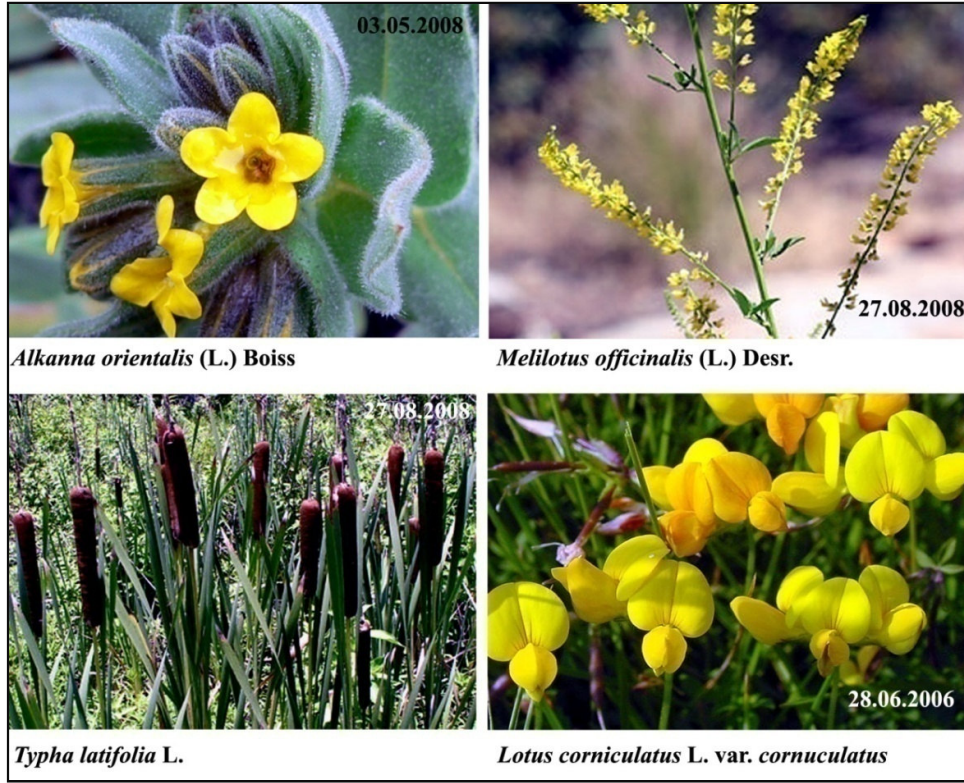 03.05.2008
27.08.2008
Alkanna orientalis (L.) Boiss
Melilotus officinalis (L.) Desr.
27.08.2008
28.06.2006
Typha latifolia L.
Lotus corniculatus L. var. cornuculatus